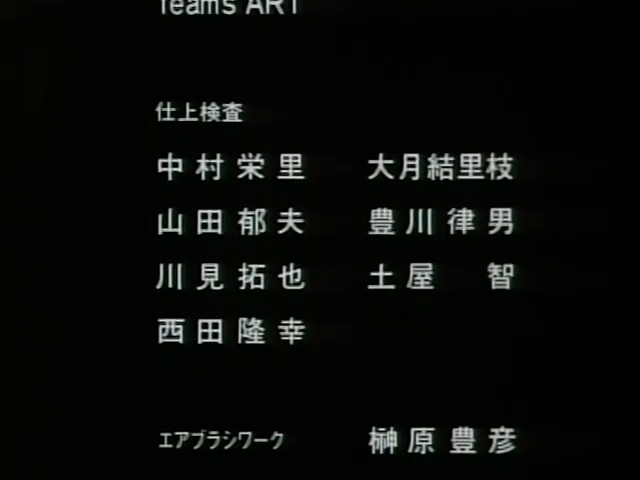 Teams ART
仕上検査
中村栄里 大月結里枝
山田郁夫 豊川律男
川見拓也 土屋 智
西田隆幸
エアブラシワーク 榊原豊彦